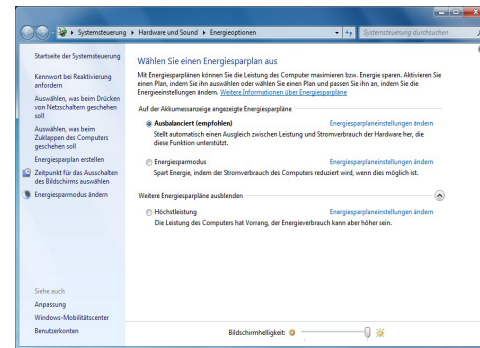 Systemsteuerung ▸ Hardware und Sound ▸ Energieoptionen
Systemsteuerung durchsuchen
Startseite der Systemsteuerung
Kennwort bei Reaktivierung
anfordern
Auswählen, was beim Drücken
von Netzschaltern geschehen
soll
Auswählen, was beim
Zuklappen des Computers
geschehen soll
Energiesparplan erstellen
Zeitpunkt für das Ausschalten
des Bildschirms auswählen
Energiesparmodus ändern
Siehe auch
Anpassung
Windows-Mobilitätscenter
Benutzerkonten
Wählen Sie einen Energiesparplan aus
Mit Energiesparplänen können Sie die Leistung des Computer maximieren bzw. Energie sparen. Aktivieren Sie
einen Plan, indem Sie ihn auswählen oder wählen Sie einen Plan und passen Sie ihn an, indem Sie die
Energieeinstellungen ändern. Weitere Informationen über Energiesparpläne
Auf der Akkumessanzeige angezeigte Energiesparpläne
Ausbalanciert (empfohlen) Energiesparplaneinstellungen ändern
Stellt automatisch einen Ausgleich zwischen Leistung und Stromverbrauch der Hardware her, die
diese Funktion unterstützt.
Energiesparmodus Energiesparplaneinstellungen ändern
Spart Energie, indem der Stromverbrauch des Computers reduziert wird, wenn dies möglich ist.
Weitere Energiesparpläne ausblenden
Höchstleistung Energiesparplaneinstellungen ändern
Die Leistung des Computers hat Vorrang, der Energieverbrauch kann aber höher sein.
Bildschirmhelligkeit: